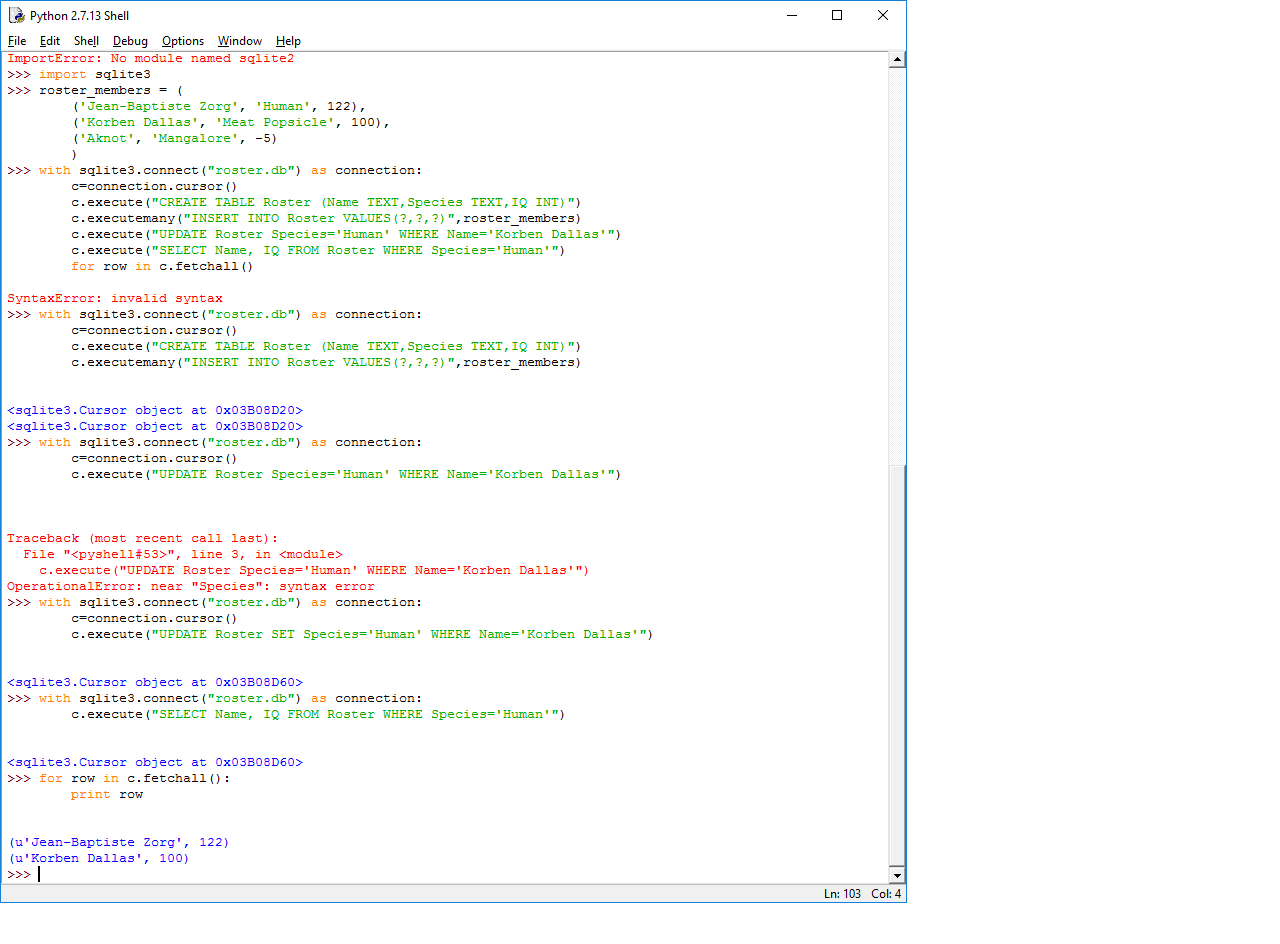 Python 2.7.13 Shell
File Edit Shell Debug Options Window Help
ImportError: No module named sqlite2
>>> import sqlite3
>>> roster_members = (
        ('Jean-Baptiste Zorg', 'Human', 122),
        ('Korben Dallas', 'Meat Popsicle', 100),
        ('Aknot', 'Mangalore', -5)
        )
>>> with sqlite3.connect("roster.db") as connection:
        c=connection.cursor()
        c.execute("CREATE TABLE Roster (Name TEXT,Species TEXT,IQ INT)")
        c.executemany("INSERT INTO Roster VALUES(?,?,?)",roster_members)
        c.execute("UPDATE Roster Species='Human' WHERE Name='Korben Dallas'")
        c.execute("SELECT Name, IQ FROM Roster WHERE Species='Human'")
        for row in c.fetchall()
SyntaxError: invalid syntax
>>> with sqlite3.connect("roster.db") as connection:
        c=connection.cursor()
        c.execute("CREATE TABLE Roster (Name TEXT,Species TEXT,IQ INT)")
        c.executemany("INSERT INTO Roster VALUES(?,?,?)",roster_members)
<sqlite3.Cursor object at 0x03B08D20>
<sqlite3.Cursor object at 0x03B08D20>
>>> with sqlite3.connect("roster.db") as connection:
        c=connection.cursor()
        c.execute("UPDATE Roster Species='Human' WHERE Name='Korben Dallas'")
Traceback (most recent call last):
  File "<pyshell#53>", line 3, in <module>
    c.execute("UPDATE Roster Species='Human' WHERE Name='Korben Dallas'")
OperationalError: near "Species": syntax error
>>> with sqlite3.connect("roster.db") as connection:
        c=connection.cursor()
        c.execute("UPDATE Roster SET Species='Human' WHERE Name='Korben Dallas'")
<sqlite3.Cursor object at 0x03B08D60>
>>> with sqlite3.connect("roster.db") as connection:
        c.execute("SELECT Name, IQ FROM Roster WHERE Species='Human'")
<sqlite3.Cursor object at 0x03B08D60>
>>> for row in c.fetchall():
        print row
(u'Jean-Baptiste Zorg', 122)
(u'Korben Dallas', 100)
>>>
Ln: 103 Col: 4